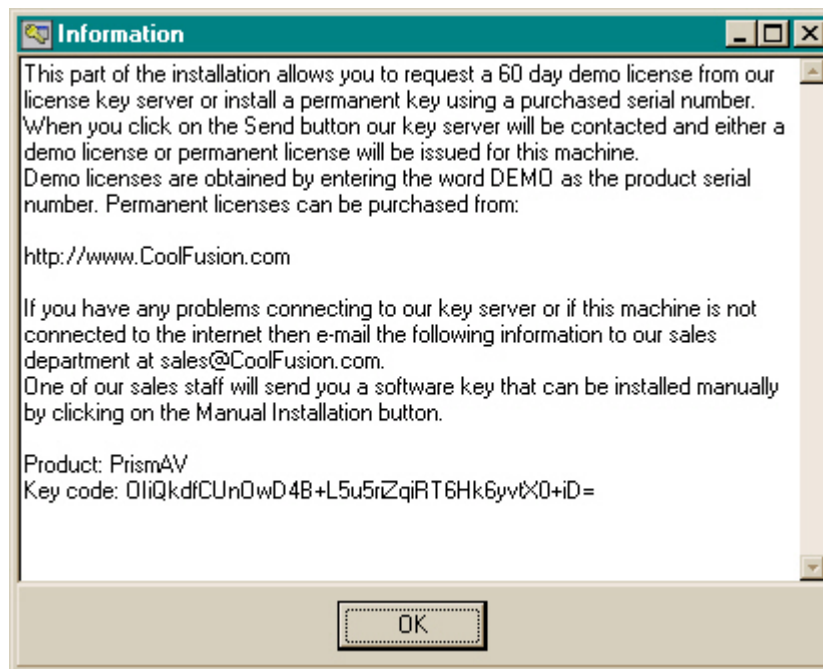 Information
This part of the installation allows you to request a 60 day demo license from our
license key server or install a permanent key using a purchased serial number.
When you click on the Send button our key server will be contacted and either a
demo license or permanent license will be issued for this machine.
Demo licenses are obtained by entering the word DEMO as the product serial
number. Permanent licenses can be purchased from:
http://www.CoolFusion.com
If you have any problems connecting to our key server or if this machine is not
connected to the internet then e-mail the following information to our sales
department at sales@CoolFusion.com.
One of our sales staff will send you a software key that can be installed manually
by clicking on the Manual Installation button.
Product: PrismAV
Key code: OIiQkdfCUnOwD4B+L5u5riZqiRT6Hk6yvtX0+iD=
OK